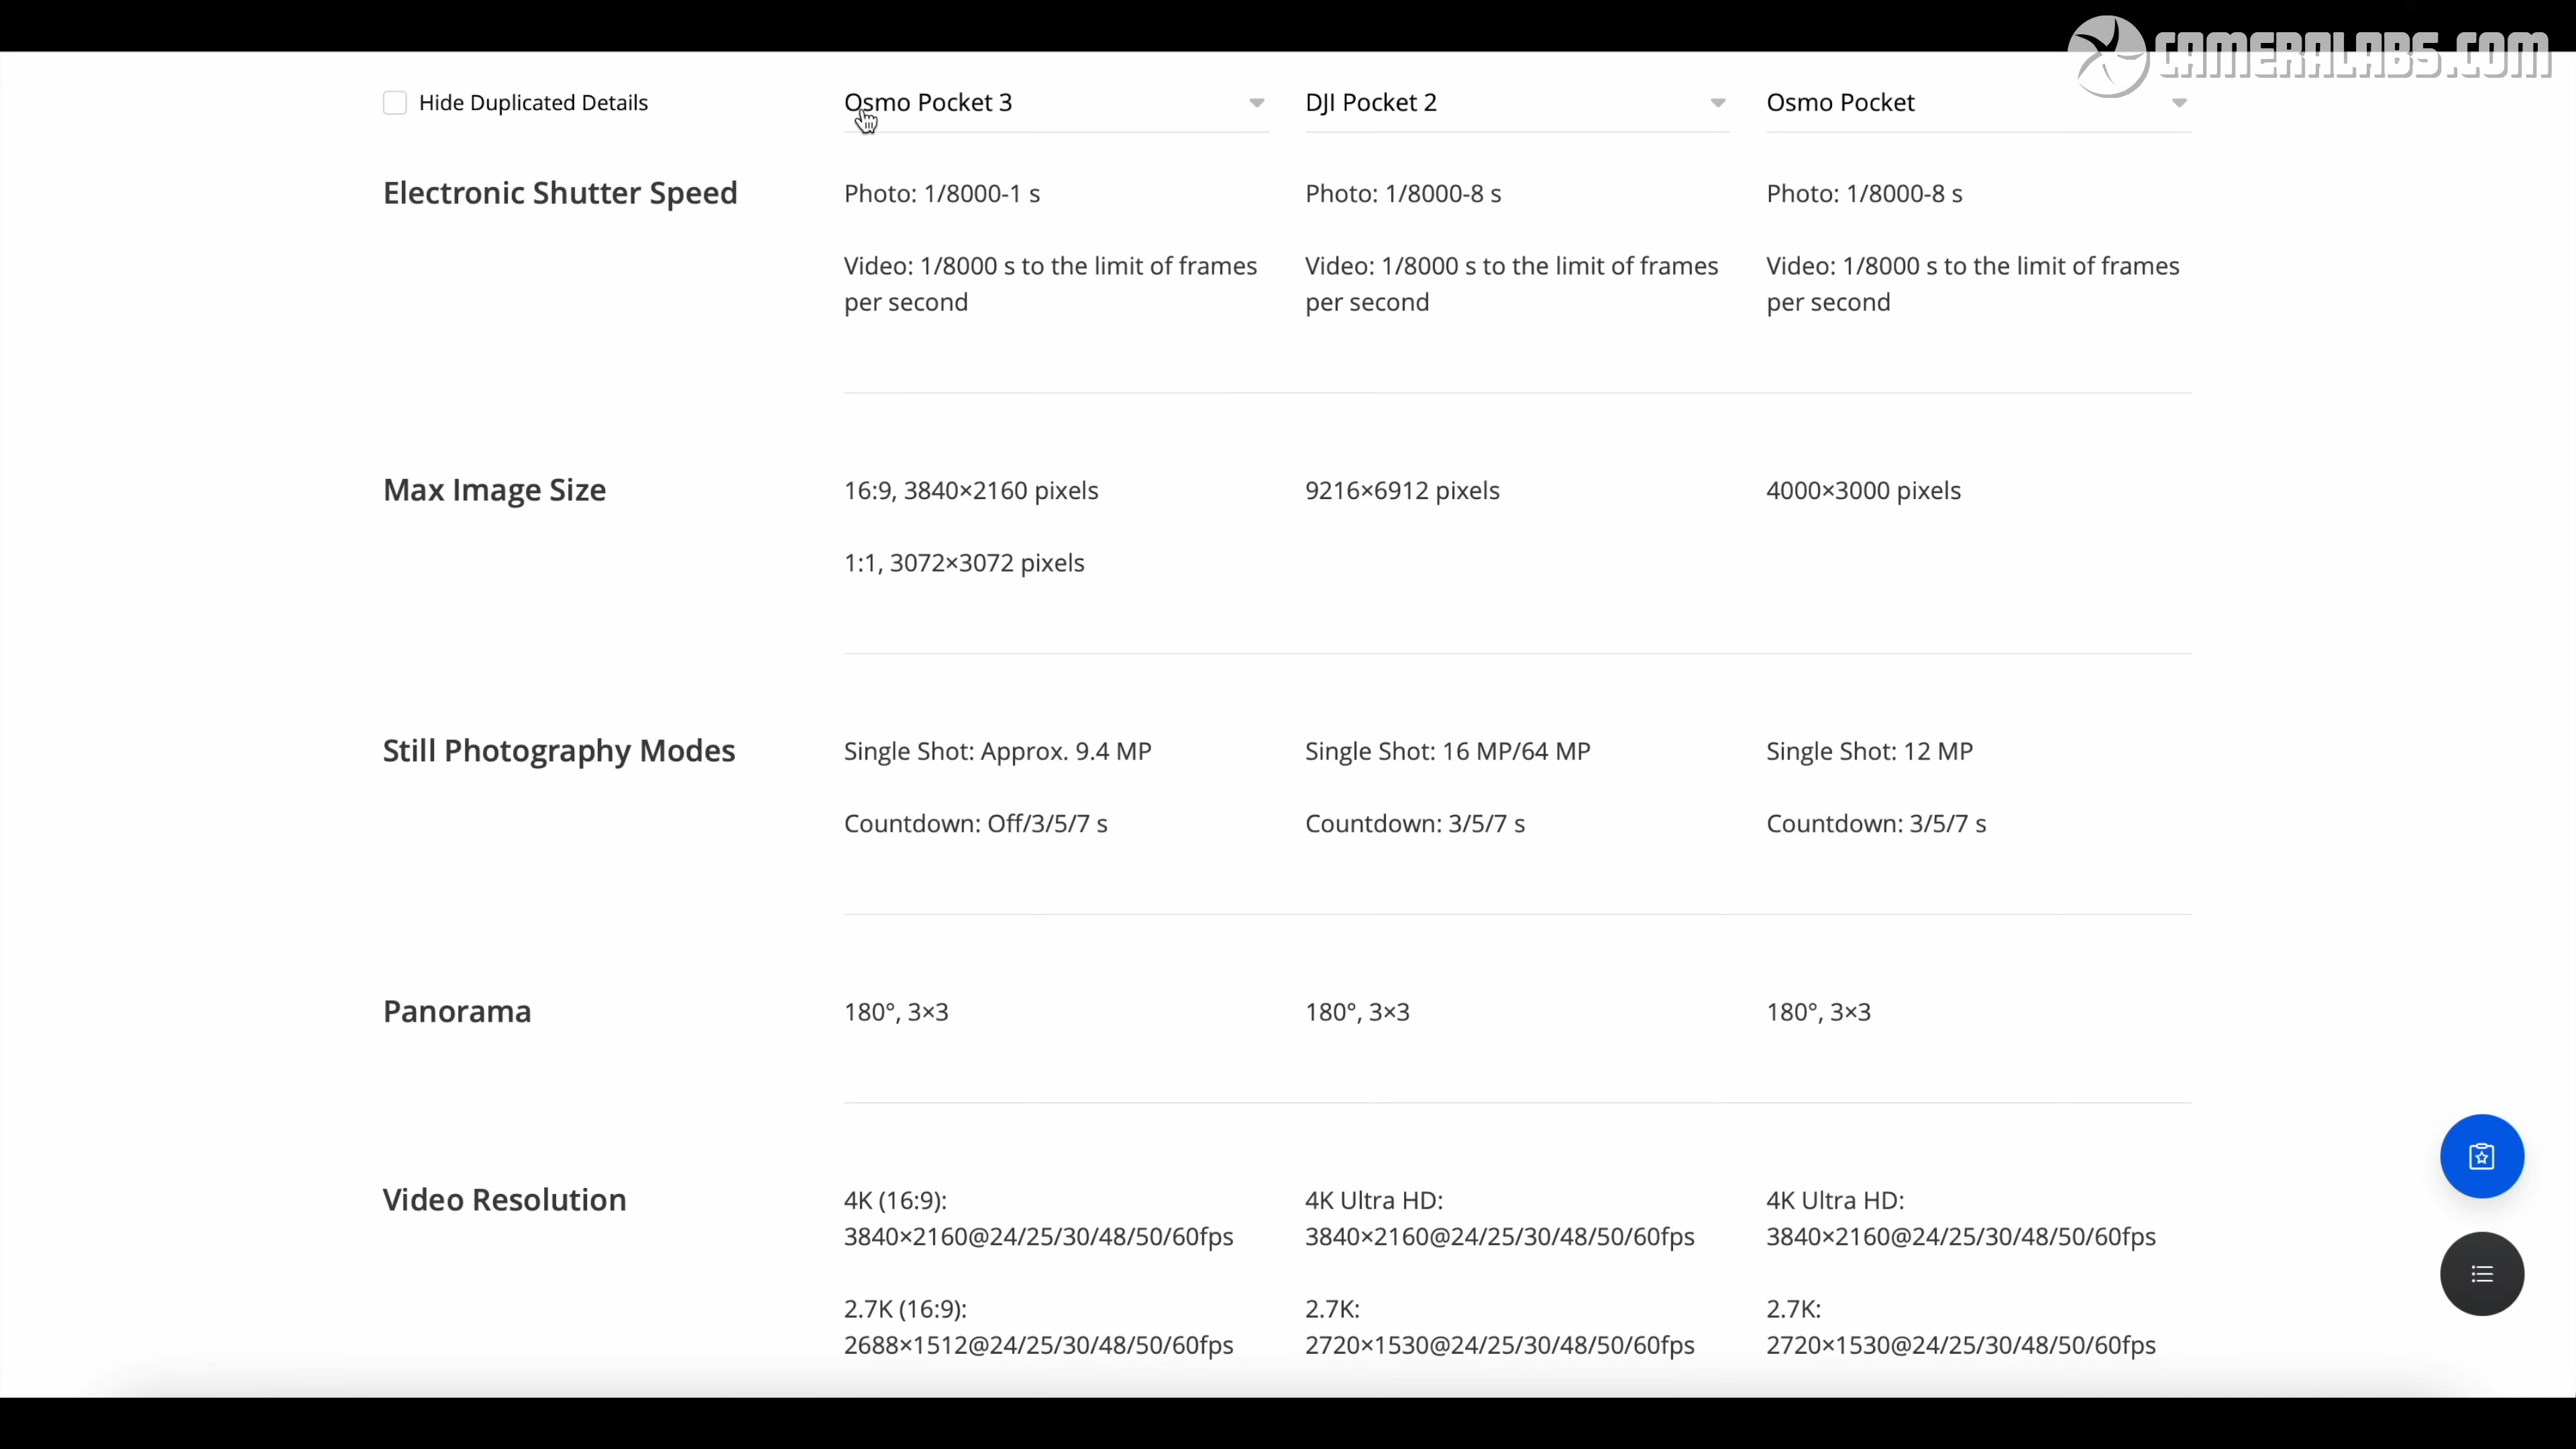 CAMERALABS.COM
Hide Duplicated Details
Osmo Pocket 3
DJI Pocket 2
Osmo Pocket
Electronic Shutter Speed
Photo: 1/8000-1 s
Video: 1/8000 s to the limit of frames
per second
Photo: 1/8000-8 s
Video: 1/8000 s to the limit of frames
per second
Photo: 1/8000-8 s
Video: 1/8000 s to the limit of frames
per second
Max Image Size
16:9, 3840×2160 pixels
1:1, 3072×3072 pixels
9216×6912 pixels
4000×3000 pixels
Still Photography Modes
Single Shot: Approx. 9.4 MP
Countdown: Off/3/5/7 s
Single Shot: 16 MP/64 MP
Countdown: 3/5/7 s
Single Shot: 12 MP
Countdown: 3/5/7 s
Panorama
180°, 3×3
180°, 3×3
180°, 3×3
Video Resolution
4K (16:9):
3840×2160@24/25/30/48/50/60fps
2.7K (16:9):
2688×1512@24/25/30/48/50/60fps
4K Ultra HD:
3840×2160@24/25/30/48/50/60fps
2.7K:
2720×1530@24/25/30/48/50/60fps
4K Ultra HD:
3840×2160@24/25/30/48/50/60fps
2.7K:
2720×1530@24/25/30/48/50/60fps